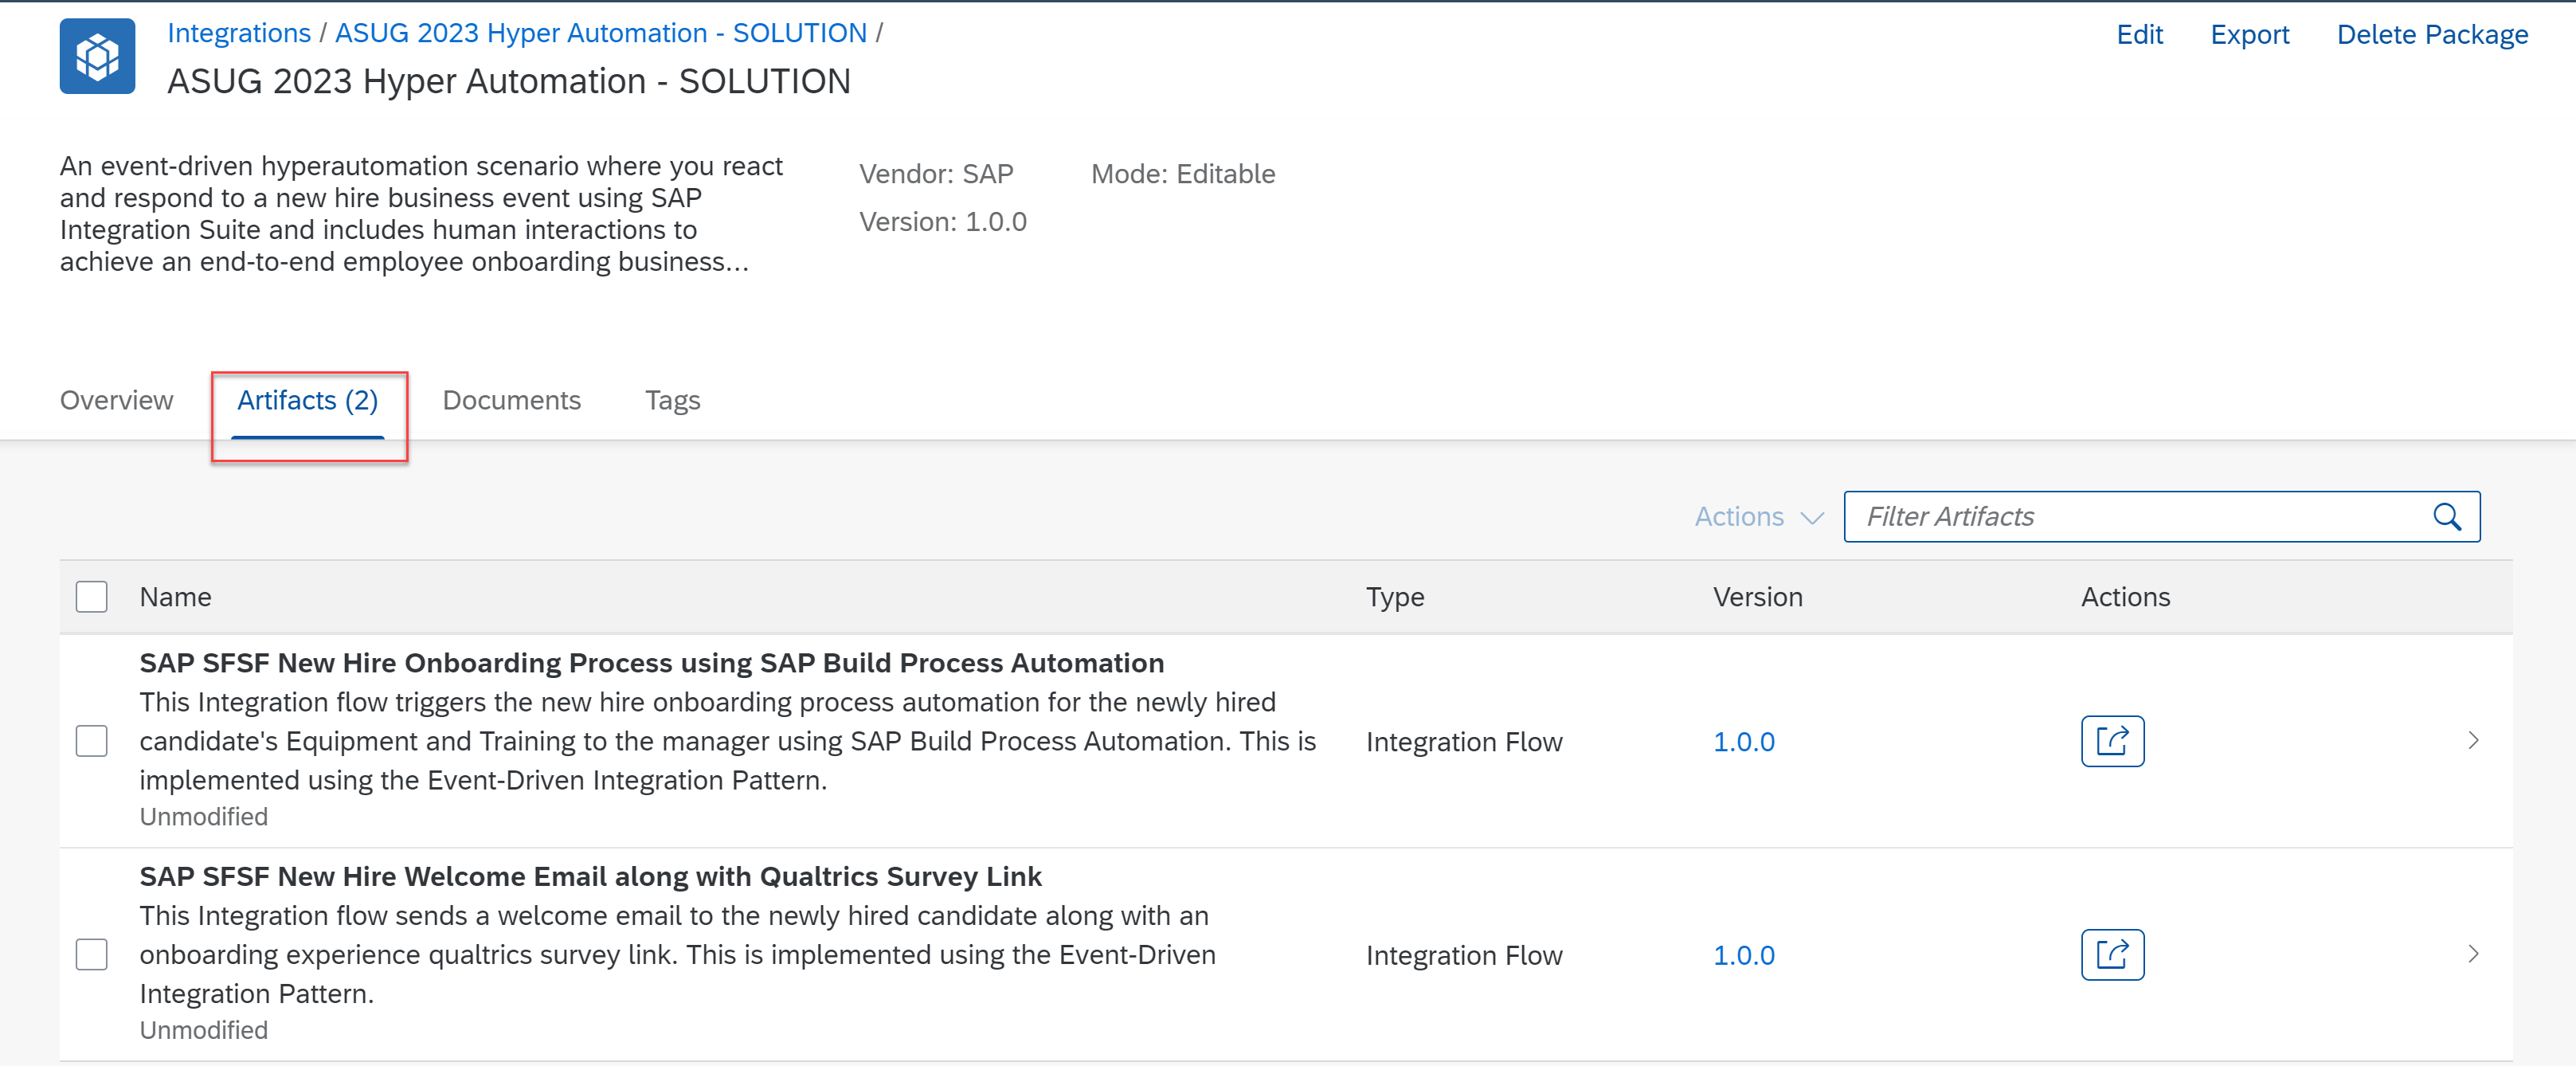 Integrations / ASUG 2023 Hyper Automation - SOLUTION /
ASUG 2023 Hyper Automation - SOLUTION
Edit
Export
Delete Package
An event-driven hyperautomation scenario where you react
and respond to a new hire business event using SAP
Integration Suite and includes human interactions to
achieve an end-to-end employee onboarding business...
Vendor: SAP
Mode: Editable
Version: 1.0.0
Overview
Artifacts (2)
Documents
Tags
Actions
Filter Artifacts
Name
Type
Version
Actions
SAP SFSF New Hire Onboarding Process using SAP Build Process Automation
This Integration flow triggers the new hire onboarding process automation for the newly hired
candidate's Equipment and Training to the manager using SAP Build Process Automation. This is
implemented using the Event-Driven Integration Pattern.
Unmodified
Integration Flow
1.0.0
SAP SFSF New Hire Welcome Email along with Qualtrics Survey Link
This Integration flow sends a welcome email to the newly hired candidate along with an
onboarding experience qualtrics survey link. This is implemented using the Event-Driven
Integration Pattern.
Unmodified
Integration Flow
1.0.0